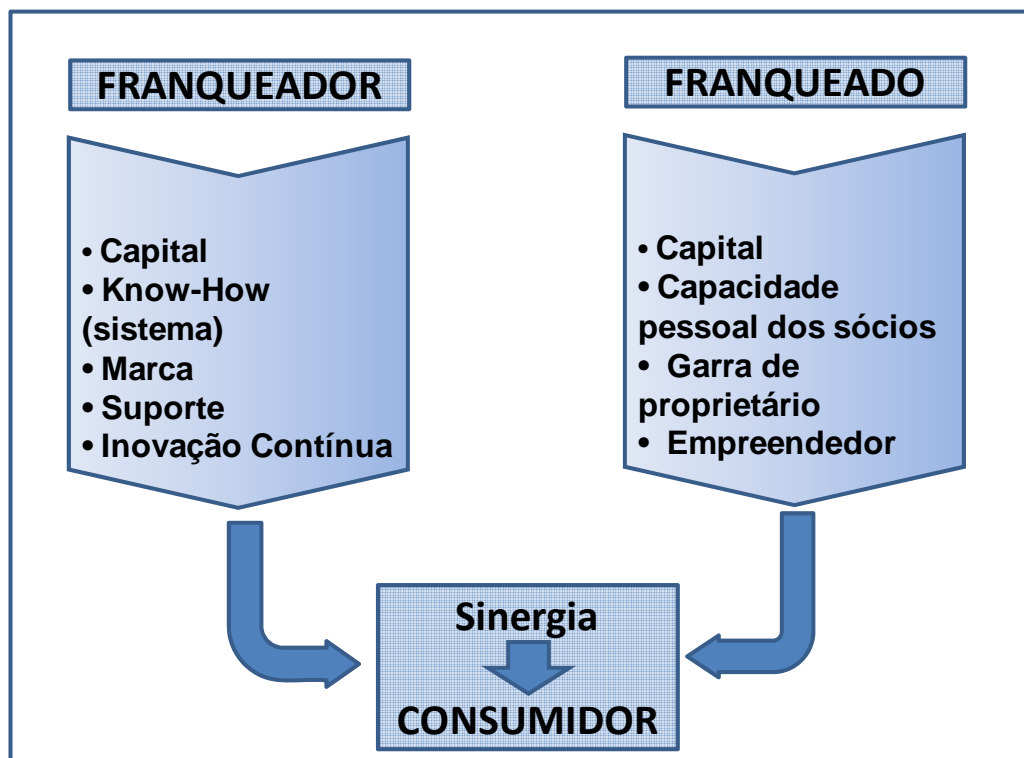 FRANQUEADOR
• Capital
• Know-How
(sistema)
• Marca
• Suporte
• Inovação Contínua
FRANQUEADO
• Capital
• Capacidade
pessoal dos sócios
• Garra de
proprietário
• Empreendedor
Sinergia
CONSUMIDOR